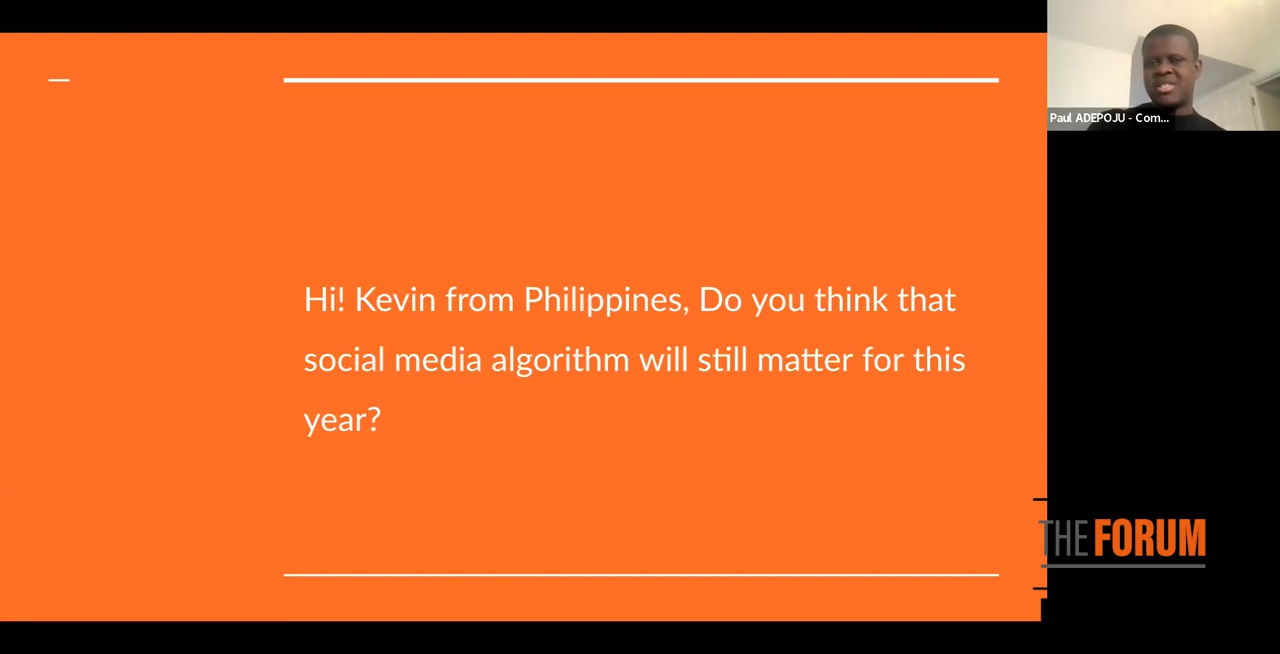 Hi! Kevin from Philippines, Do you think that
social media algorithm will still matter for this
year?
Paul ADEPOJU - Com...
THE FORUM